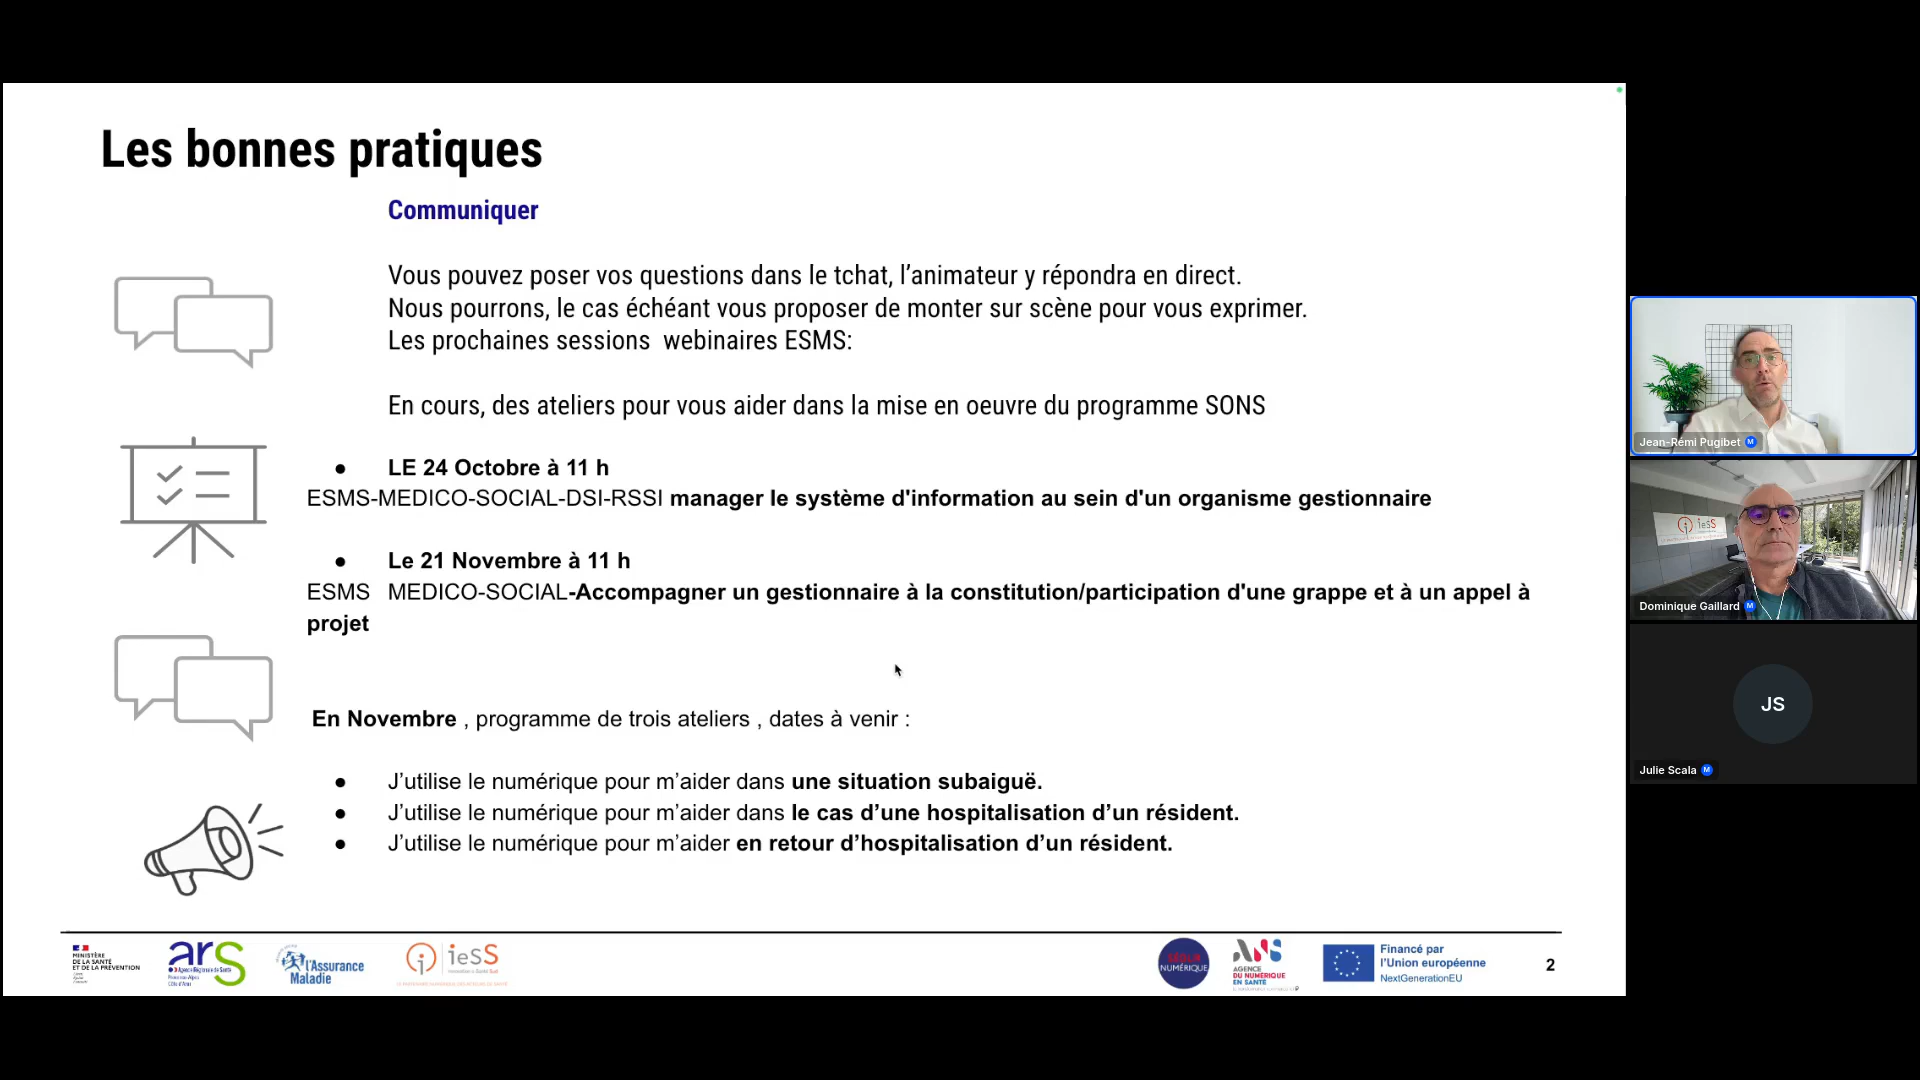 Les bonnes pratiques
Communiquer
Vous pouvez poser vos questions dans le tchat, l’animateur y répondra en direct.
Nous pourrons, le cas échéant vous proposer de monter sur scène pour vous exprimer.
Les prochaines sessions  webinaires ESMS:
En cours, des ateliers pour vous aider dans la mise en oeuvre du programme SONS
● LE 24 Octobre à 11 h
ESMS-MEDICO-SOCIAL-DSI-RSSI manager le système d'information au sein d'un organisme gestionnaire
● Le 21 Novembre à 11 h
ESMS   MEDICO-SOCIAL-Accompagner un gestionnaire à la constitution/participation d'une grappe et à un appel à
projet
En Novembre , programme de trois ateliers , dates à venir :
● J’utilise le numérique pour m’aider dans une situation subaiguë.
● J’utilise le numérique pour m’aider dans le cas d’une hospitalisation d’un résident.
● J’utilise le numérique pour m’aider en retour d’hospitalisation d’un résident.
MINISTÈRE
DE LA SANTÉ
ET DE LA PRÉVENTION
ars
Agence Régionale de Santé
Provence-Alpes
Côte d'Azur
l'Assurance
Maladie
ieSS
SÉGUR
NUMÉRIQUE
ANS
AGENCE
DU NUMÉRIQUE
EN SANTÉ
Financé par
l’Union européenne
NextGenerationEU
2
Jean-Rémi Pugibet M
ieSS
Dominique Gaillard M
JS
Julie Scala M